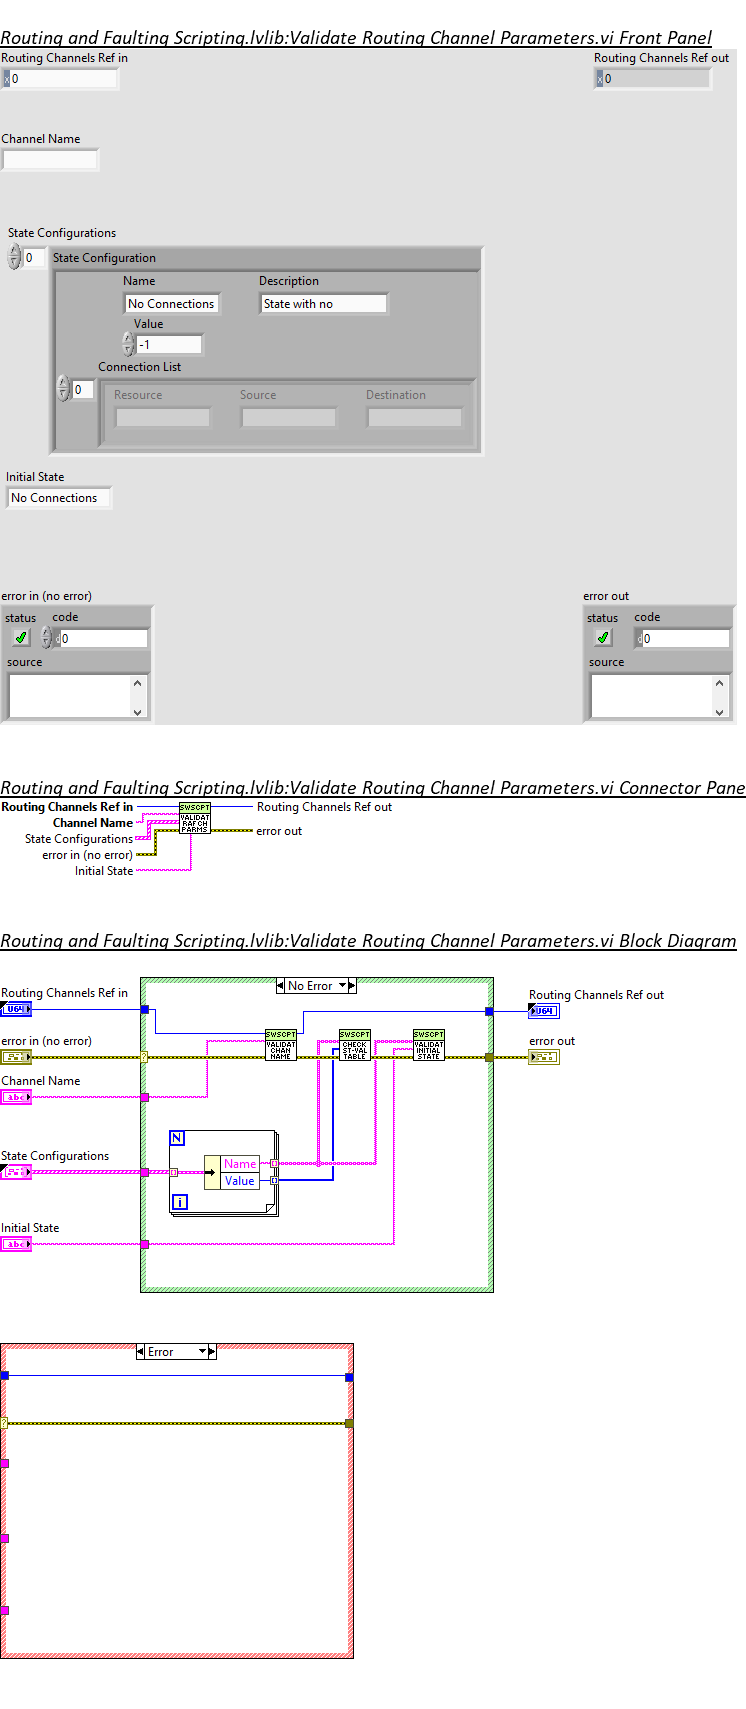 Routing and Faulting Scripting.lvlib:Validate Routing Channel Parameters.vi Front Panel
Routing Channels Ref in
Routing Channels Ref out
x 0
x 0
Channel Name
State Configurations
0
State Configuration
Name
Description
No Connections
State with no
Value
-1
Connection List
0
Resource
Source
Destination
Initial State
No Connections
error in (no error)
error out
status
code
status
code
d 0
d 0
source
source
Routing and Faulting Scripting.lvlib:Validate Routing Channel Parameters.vi Connector Pane
Routing Channels Ref in
Routing Channels Ref out
Channel Name
State Configurations
error in (no error)
Initial State
error out
SWSCPT
VALIDAT
RAFCH
PARMS
Routing and Faulting Scripting.lvlib:Validate Routing Channel Parameters.vi Block Diagram
No Error
Routing Channels Ref in
Routing Channels Ref out
U64
U64
error in (no error)
error out
SWSCPT
VALIDAT
CHAN
NAME
SWSCPT
CHECK
ST-VAL
TABLE
SWSCPT
VALIDAT
INITIAL
STATE
?
Channel Name
abc
State Configurations
N
Name
Value
i
Initial State
abc
Error
?